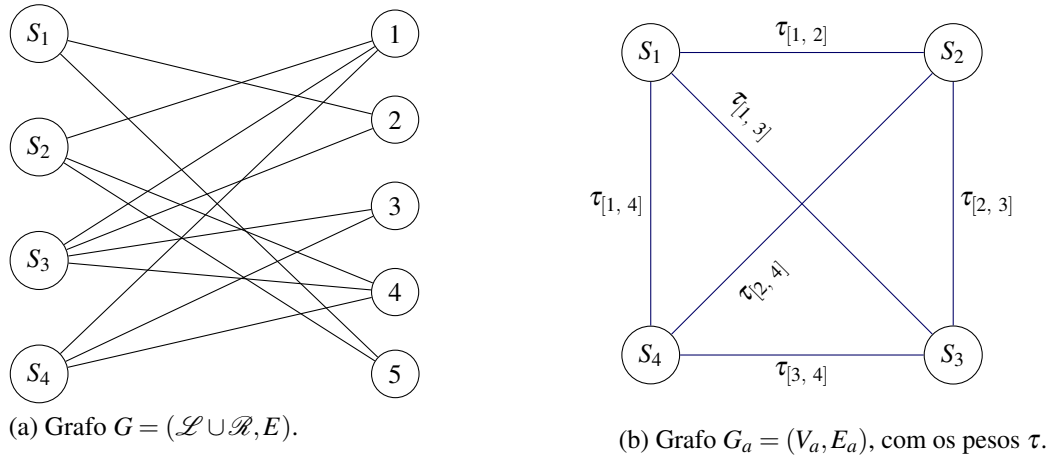 S₁
S₂
S₃
S₄
1
2
3
4
5
(a) Grafo G = (ℒ ∪ ℛ, E).
S₁
τ[1, 2]
S₂
τ[1, 3]
τ[1, 4]
τ[2, 3]
τ[2, 4]
S₄
τ[3, 4]
S₃
(b) Grafo Gₐ = (Vₐ, Eₐ), com os pesos τ.